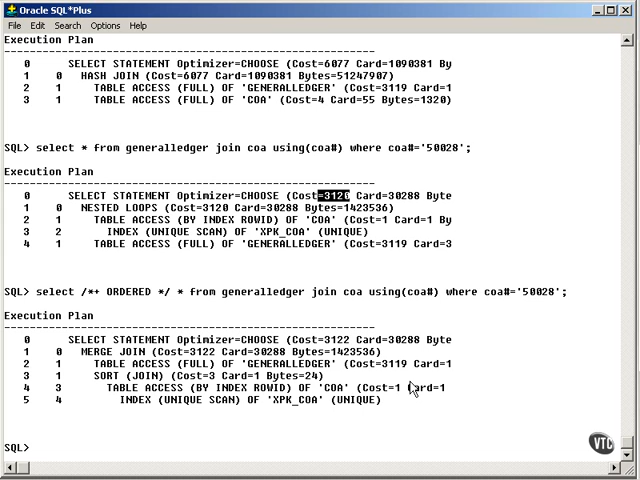 Oracle SQL*Plus
File Edit Search Options Help
Execution Plan
----------------------------------------------------------
0 SELECT STATEMENT Optimizer=CHOOSE (Cost=6077 Card=1090381 By
1 0 HASH JOIN (Cost=6077 Card=1090381 Bytes=51247907)
2 1 TABLE ACCESS (FULL) OF 'GENERALLEDGER' (Cost=3119 Card=1
3 1 TABLE ACCESS (FULL) OF 'COA' (Cost=4 Card=55 Bytes=1320)
SQL> select * from generalledger join coa using(coa#) where coa#='50028';
Execution Plan
----------------------------------------------------------
0 SELECT STATEMENT Optimizer=CHOOSE (Cost=3120 Card=30288 Byte
1 0 NESTED LOOPS (Cost=3120 Card=30288 Bytes=1423536)
2 1 TABLE ACCESS (BY INDEX ROWID) OF 'COA' (Cost=1 Card=1 By
3 2 INDEX (UNIQUE SCAN) OF 'XPK_COA' (UNIQUE)
4 1 TABLE ACCESS (FULL) OF 'GENERALLEDGER' (Cost=3119 Card=3
SQL> select /*+ ORDERED */ * from generalledger join coa using(coa#) where coa#='50028';
Execution Plan
----------------------------------------------------------
0 SELECT STATEMENT Optimizer=CHOOSE (Cost=3122 Card=30288 Byte
1 0 MERGE JOIN (Cost=3122 Card=30288 Bytes=1423536)
2 1 TABLE ACCESS (FULL) OF 'GENERALLEDGER' (Cost=3119 Card=1
3 1 SORT (JOIN) (Cost=3 Card=1 Bytes=24)
4 3 TABLE ACCESS (BY INDEX ROWID) OF 'COA' (Cost=1 Card=1
5 4 INDEX (UNIQUE SCAN) OF 'XPK_COA' (UNIQUE)
SQL>
VTC